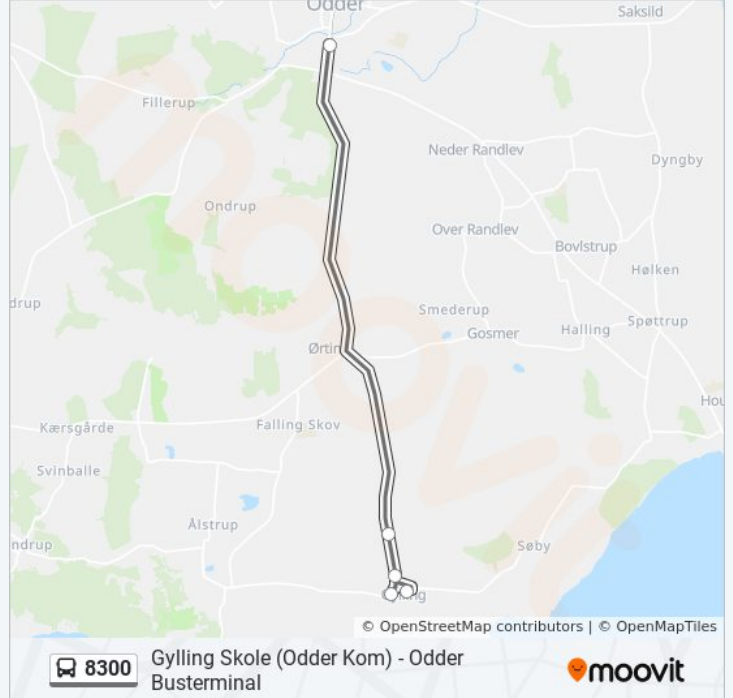 Odder
Saksild
Fillerup
Neder Randlev
Dyngby
Ondrup
Over Randlev
Bovlstrup
Hølken
drup
Smederup
Spøttrup
Gosmer
Halling
Ørtin
Hou
Kærsgårde
Falling Skov
Svinballe
Ålstrup
ndrup
Søby
moovit
© OpenStreetMap contributors | © OpenMapTiles
8300
Gylling Skole (Odder Kom) - Odder
Busterminal
moovit